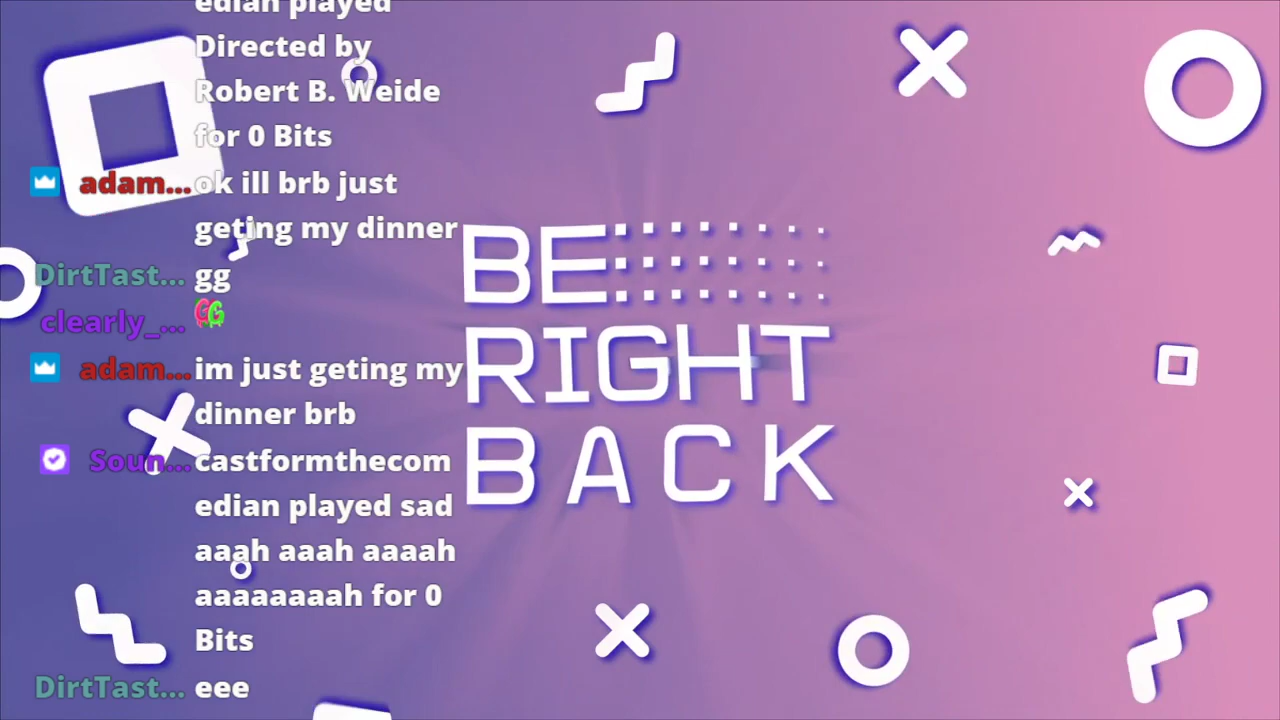 edian played
Directed by
Robert B. Weide
for 0 Bits
adam... ok ill brb just
geting my dinner
DirtTast... gg
clearly_... GG
adam... im just geting my
dinner brb
Soun... castformthecom
edian played sad
aaah aaah aaaah
aaaaaaaah for 0
Bits
DirtTast... eee
BE
RIGHT
BACK